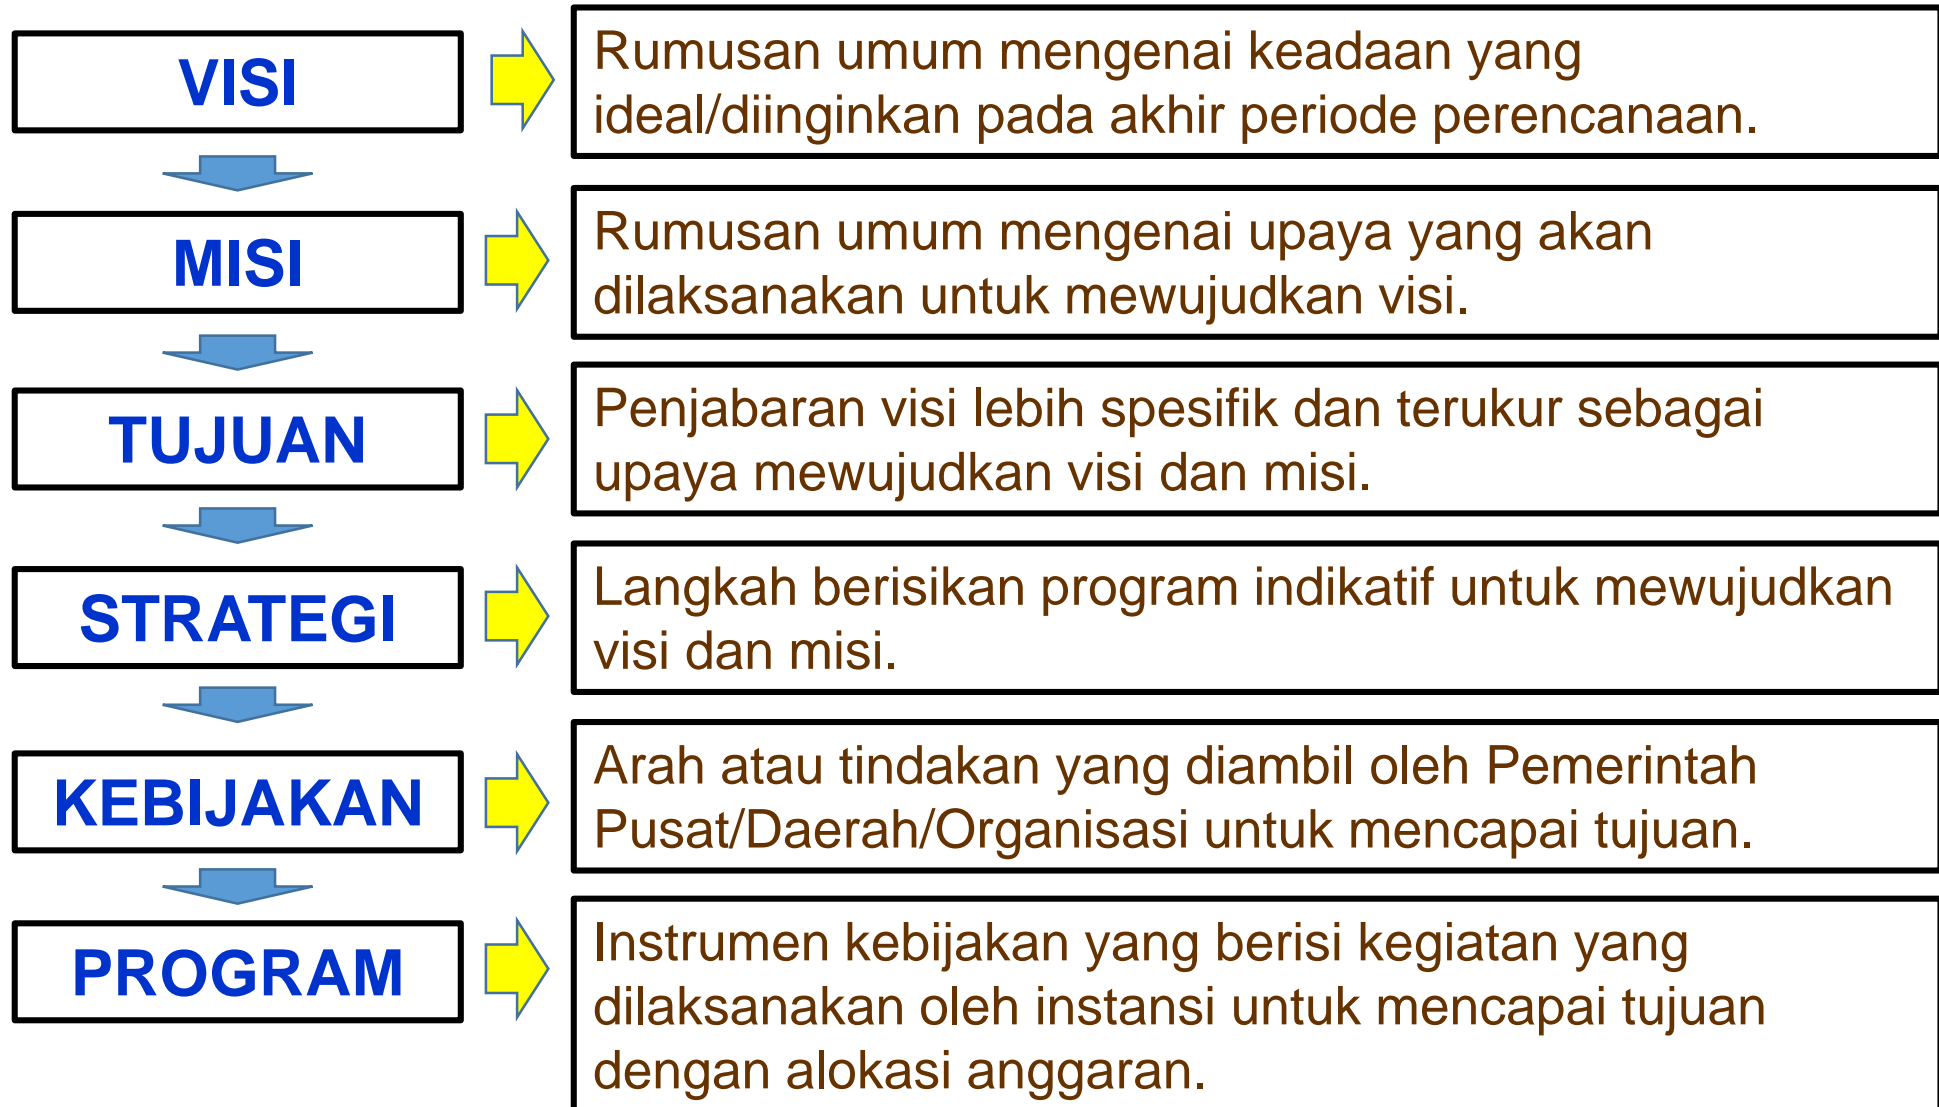 VISI
Rumusan umum mengenai keadaan yang
ideal/diinginkan pada akhir periode perencanaan.
MISI
Rumusan umum mengenai upaya yang akan
dilaksanakan untuk mewujudkan visi.
TUJUAN
Penjabaran visi lebih spesifik dan terukur sebagai
upaya mewujudkan visi dan misi.
STRATEGI
Langkah berisikan program indikatif untuk mewujudkan
visi dan misi.
KEBIJAKAN
Arah atau tindakan yang diambil oleh Pemerintah
Pusat/Daerah/Organisasi untuk mencapai tujuan.
PROGRAM
Instrumen kebijakan yang berisi kegiatan yang
dilaksanakan oleh instansi untuk mencapai tujuan
dengan alokasi anggaran.